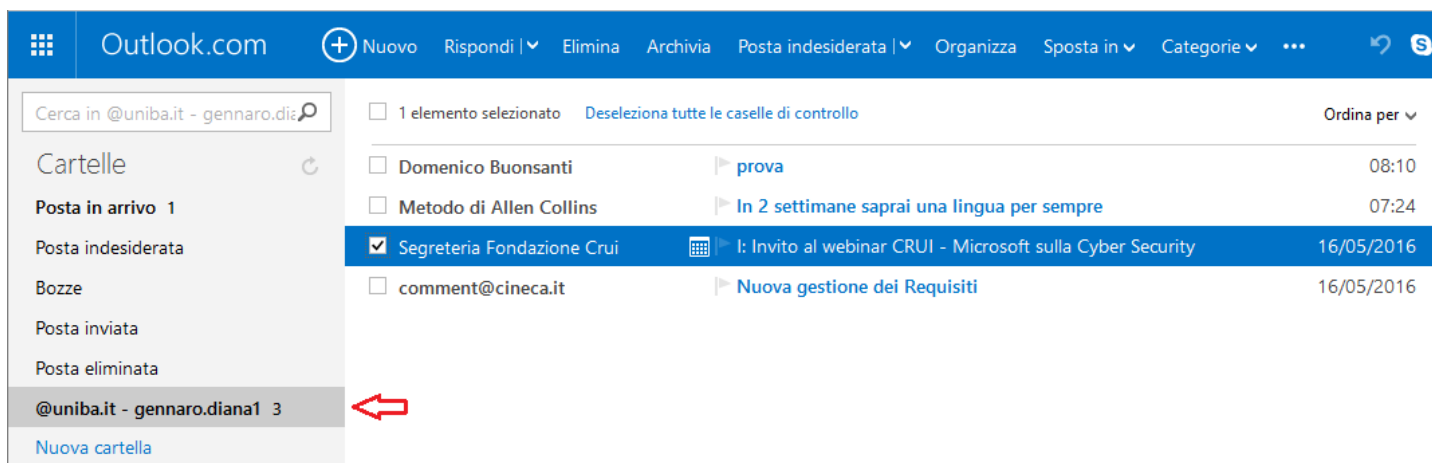 Outlook.com Nuovo Rispondi Elimina Archivia Posta indesiderata Organizza Sposta in Categorie ••• S
Cerca in @uniba.it - gennaro.dia
1 elemento selezionato Deseleziona tutte le caselle di controllo Ordina per
Cartelle
Domenico Buonsanti prova 08:10
Posta in arrivo 1
Metodo di Allen Collins In 2 settimane saprai una lingua per sempre 07:24
Posta indesiderata
Segreteria Fondazione Crui I: Invito al webinar CRUI - Microsoft sulla Cyber Security 16/05/2016
Bozze
comment@cineca.it Nuova gestione dei Requisiti 16/05/2016
Posta inviata
Posta eliminata
@uniba.it - gennaro.diana1 3
Nuova cartella